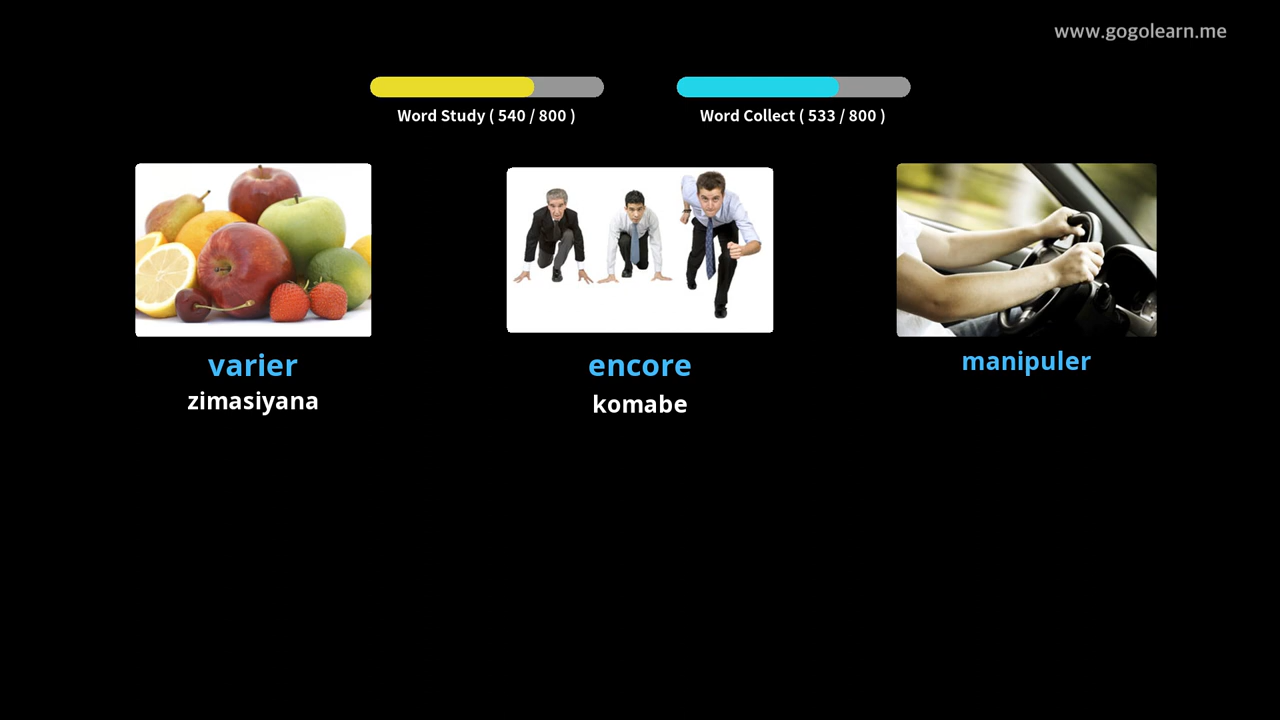 www.gogolearn.me
Word Study ( 540 / 800 )
Word Collect ( 533 / 800 )
varier
zimasiyana
encore
komabe
manipuler